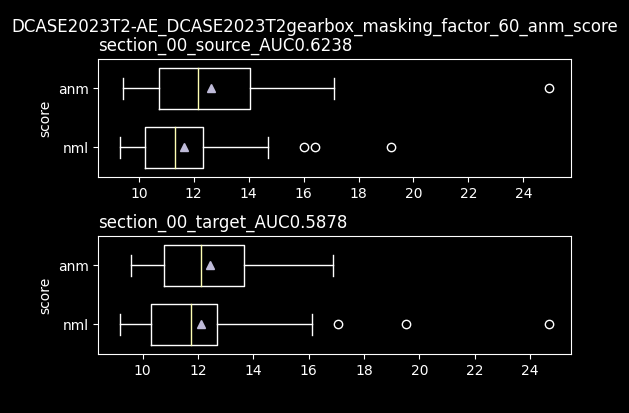 DCASE2023T2-AE_DCASE2023T2gearbox_masking_factor_60_anm_score
section_00_source_AUC0.6238
anm
nml
score
10 12 14 16 18 20 22 24
section_00_target_AUC0.5878
anm
nml
score
10 12 14 16 18 20 22 24